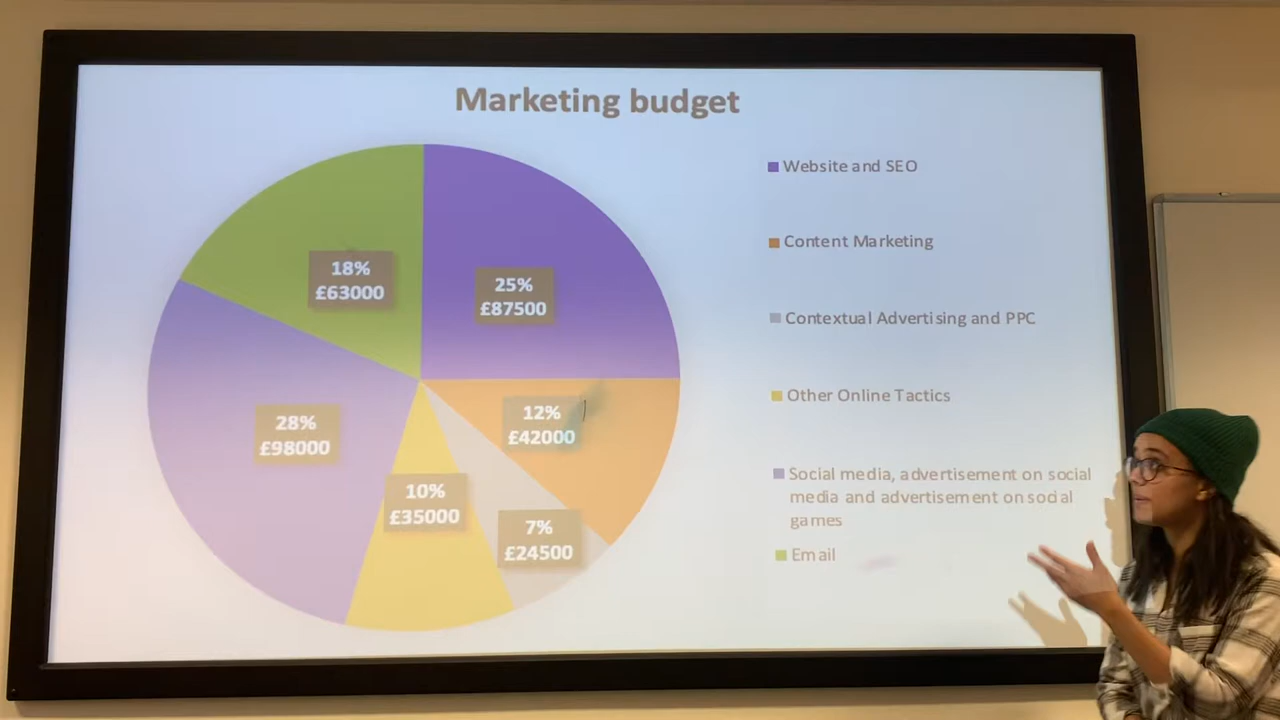 Marketing budget
18%
£63000
25%
£87500
28%
£98000
12%
£42000
10%
£35000
7%
£24500
Website and SEO
Content Marketing
Contextual Advertising and PPC
Other Online Tactics
Social media, advertisement on social
media and advertisement on social
games
Email